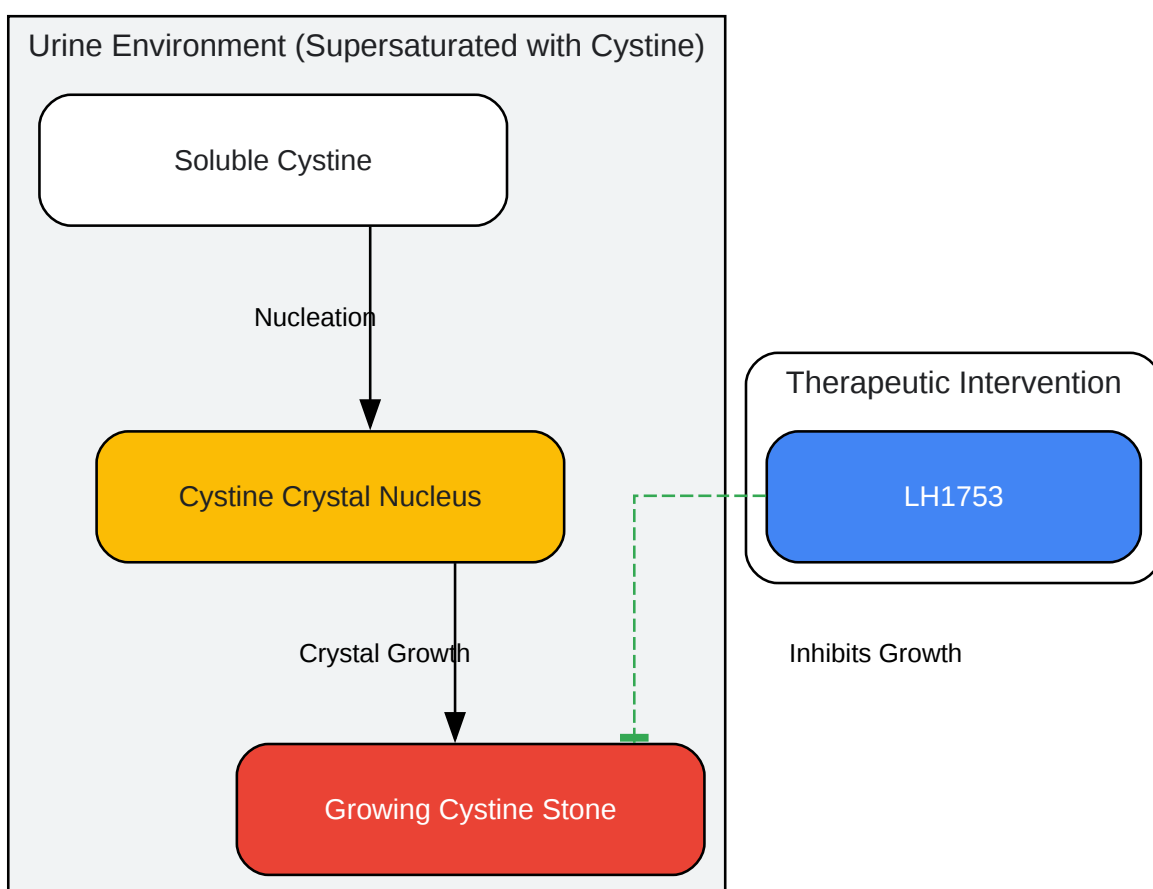 Urine Environment (Supersaturated with Cystine)
Soluble Cystine
Nucleation
Therapeutic Intervention
Cystine Crystal Nucleus
LH1753
Crystal Growth
Inhibits Growth
Growing Cystine Stone